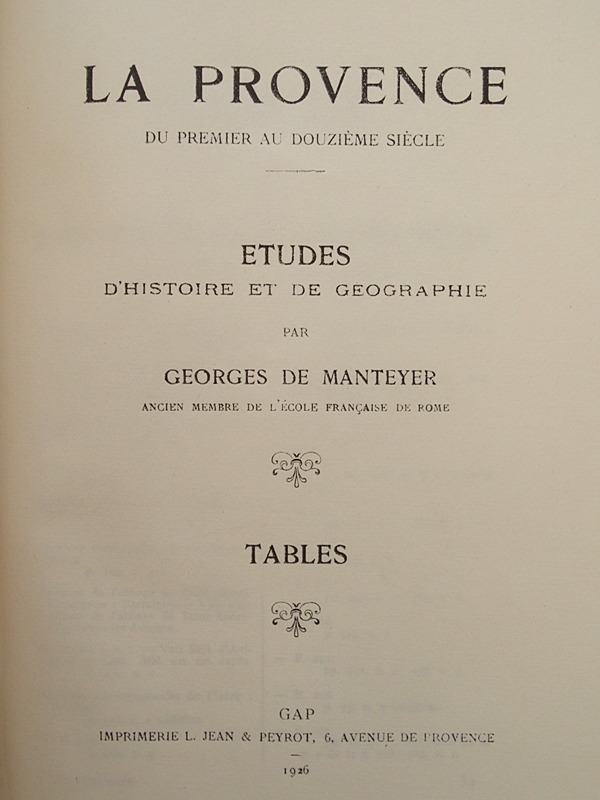 LA PROVENCE
DU PREMIER AU DOUZIÈME SIÈCLE
ETUDES
D'HISTOIRE ET DE GEOGRAPHIE
PAR
GEORGES DE MANTEYER
ANCIEN MEMBRE DE L'ÉCOLE FRANÇAISE DE ROME
TABLES
GAP
IMPRIMERIE L. JEAN & PEYROT, 6, AVENUE DE PROVENCE
1926